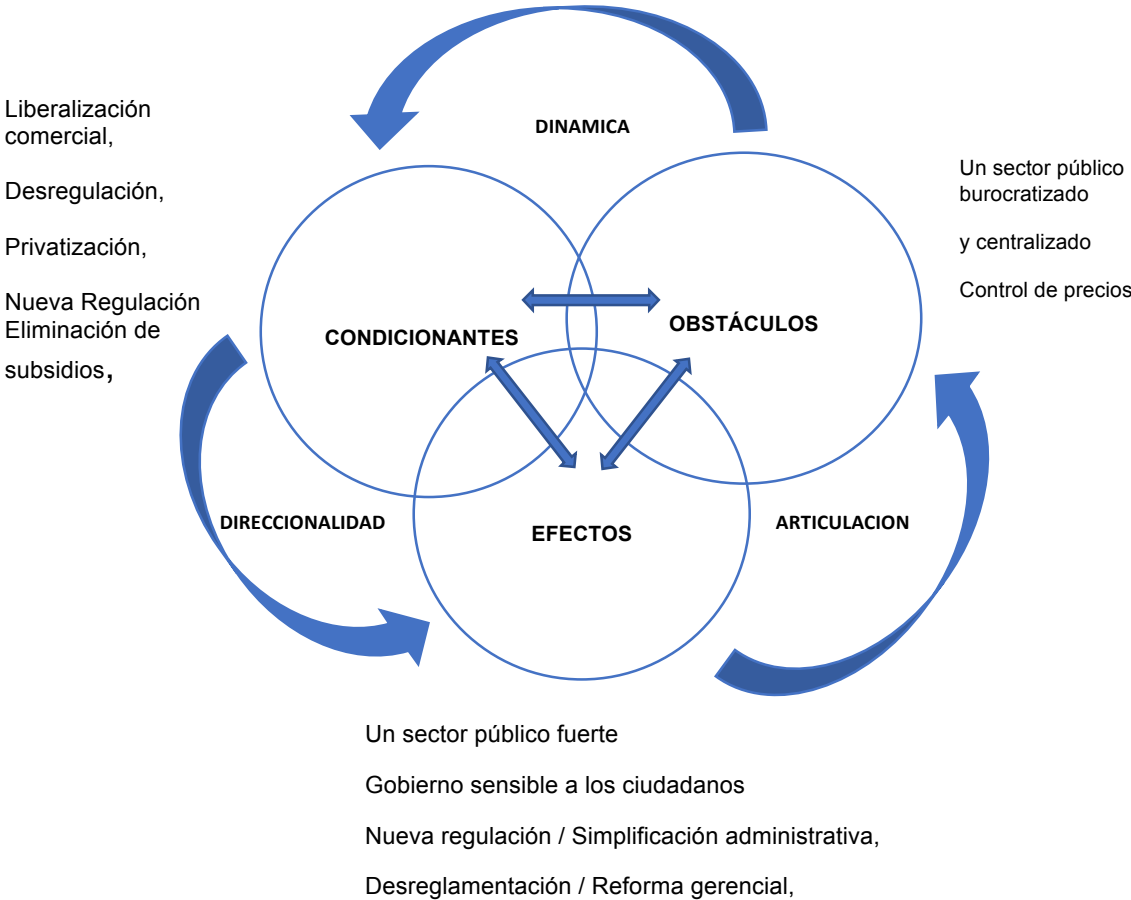 DINAMICA
Liberalización
comercial,
Desregulación,
Privatización,
Nueva Regulación
Eliminación de
subsidios,
Un sector público
burocratizado
y centralizado
Control de precios
CONDICIONANTES
OBSTÁCULOS
DIRECCIONALIDAD
EFECTOS
ARTICULACION
Un sector público fuerte
Gobierno sensible a los ciudadanos
Nueva regulación / Simplificación administrativa,
Desreglamentación / Reforma gerencial,